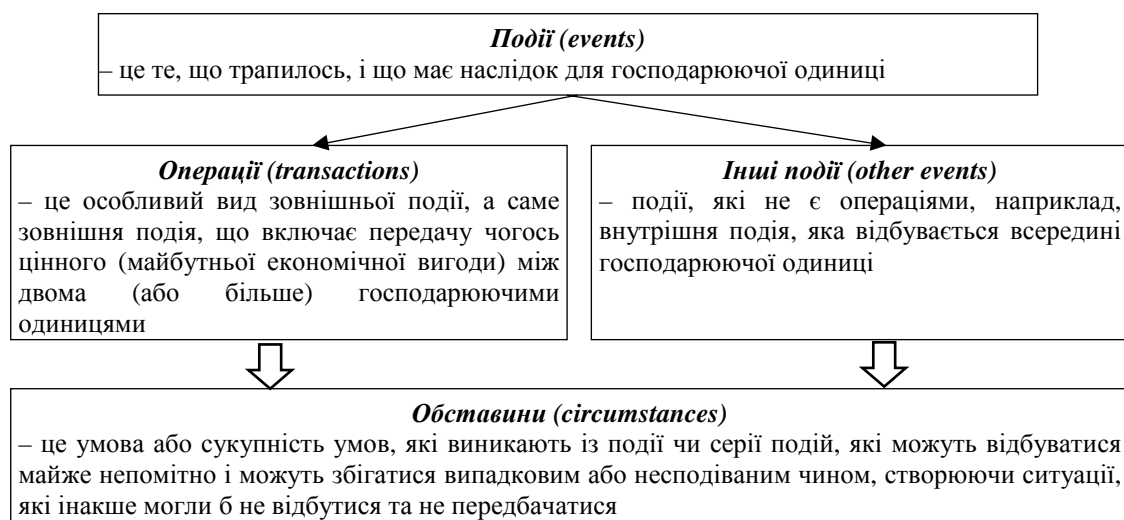 Події (events)
– це те, що трапилось, і що має наслідок для господарюючої одиниці
Операції (transactions)
– це особливий вид зовнішньої події, а саме
зовнішня подія, що включає передачу чогось
цінного (майбутньої економічної вигоди) між
двома (або більше) господарюючими
одиницями
Інші події (other events)
– події, які не є операціями, наприклад,
внутрішня подія, яка відбувається всередині
господарюючої одиниці
Обставини (circumstances)
– це умова або сукупність умов, які виникають із події чи серії подій, які можуть відбуватися
майже непомітно і можуть збігатися випадковим або несподіваним чином, створюючи ситуації,
які інакше могли б не відбутися та не передбачатися